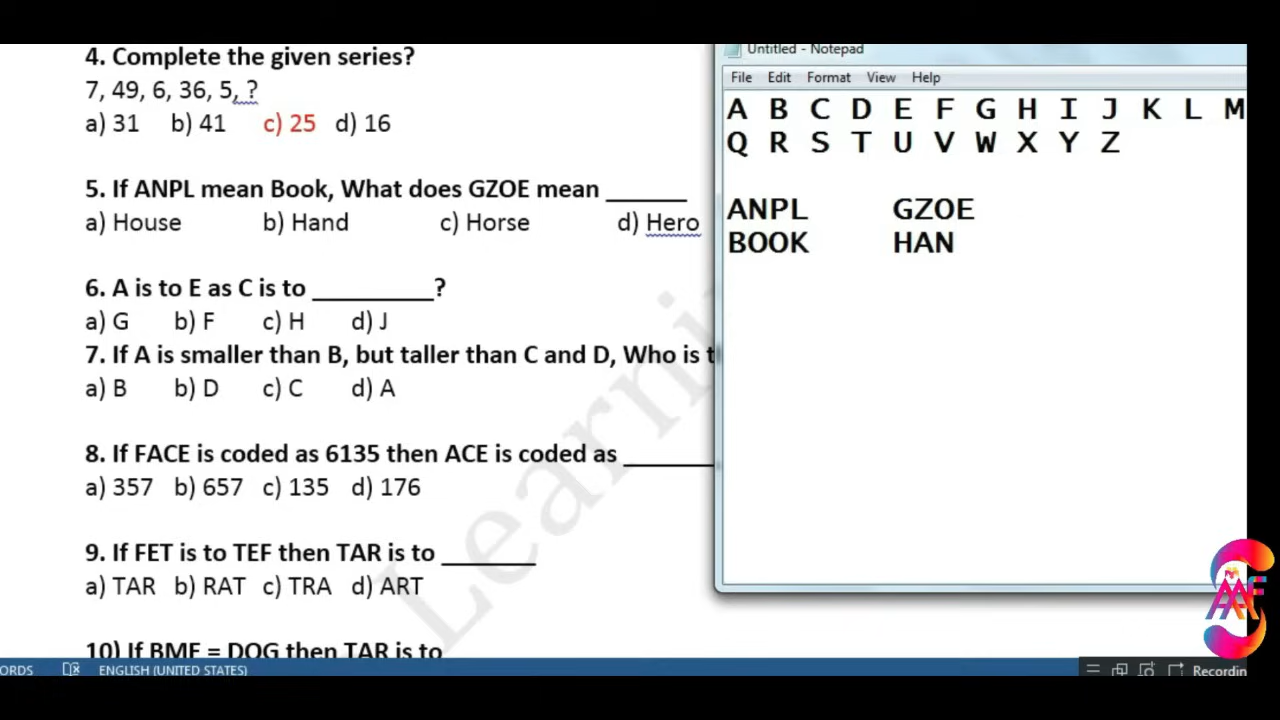 4. Complete the given series?
7, 49, 6, 36, 5, ?
a) 31 b) 41 c) 25 d) 16
5. If ANPL mean Book, What does GZOE mean ______
a) House b) Hand c) Horse d) Hero
6. A is to E as C is to _________?
a) G b) F c) H d) J
7. If A is smaller than B, but taller than C and D, Who is
a) B b) D c) C d) A
8. If FACE is coded as 6135 then ACE is coded as _______
a) 357 b) 657 c) 135 d) 176
9. If FET is to TEF then TAR is to _______
a) TAR b) RAT c) TRA d) ART
10) If BMF = DOG then TAR is to
ENGLISH (UNITED STATES)
Untitled - Notepad
File Edit Format View Help
A B C D E F G H I J K L M
Q R S T U V W X Y Z
ANPL GZOE
BOOK HAN
Learni
Recordin